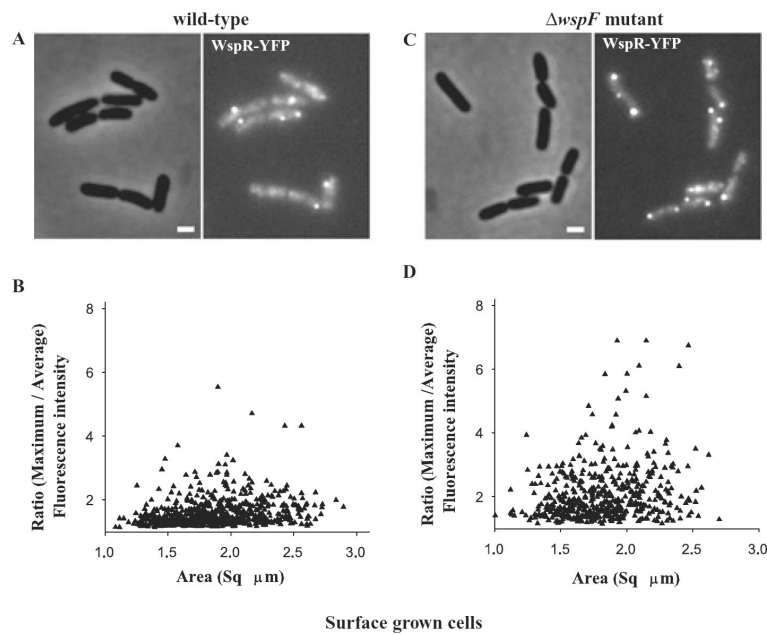 wild-type
ΔwspF mutant
A
WspR-YFP
C
WspR-YFP
B
Ratio (Maximum / Average)
Fluorescence intensity
8
6
4
2
1.0 1.5 2.0 2.5 3.0
Area (Sq μm)
D
Ratio (Maximum /Average)
Fluorescence intensity
8
6
4
2
1.0 1.5 2.0 2.5 3.0
Area (Sq μm)
Surface grown cells